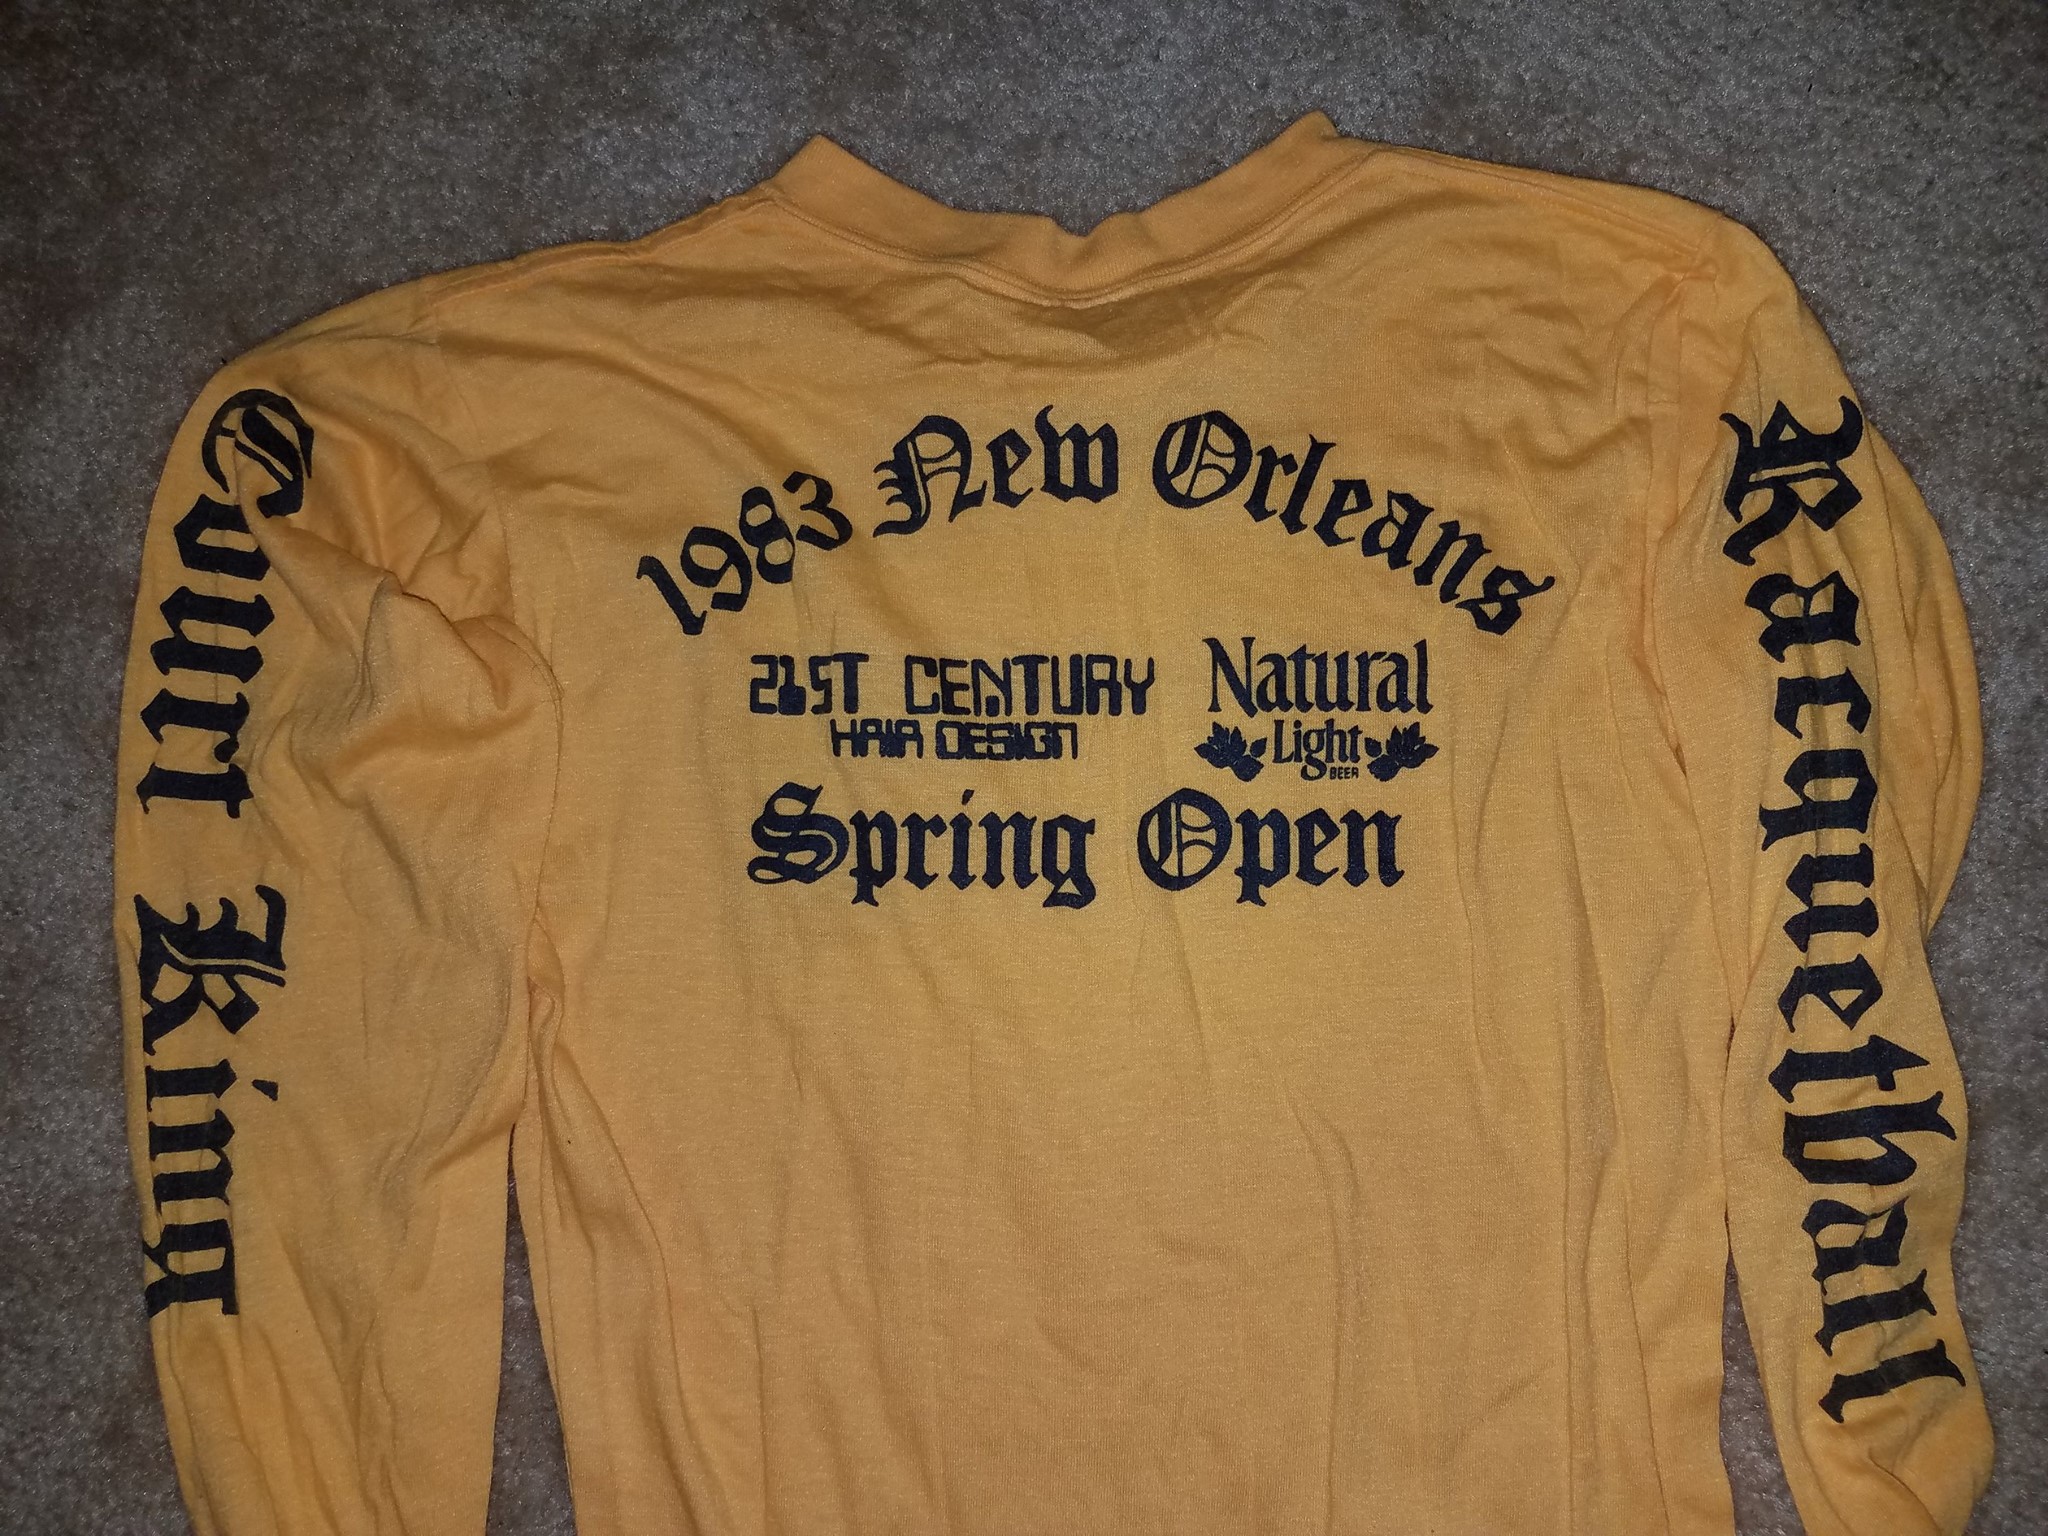 Court King
1983 New Orleans
21ST CENTURY
HAIR DESIGN
Natural
Light
BEER
Spring Open
Racquetball